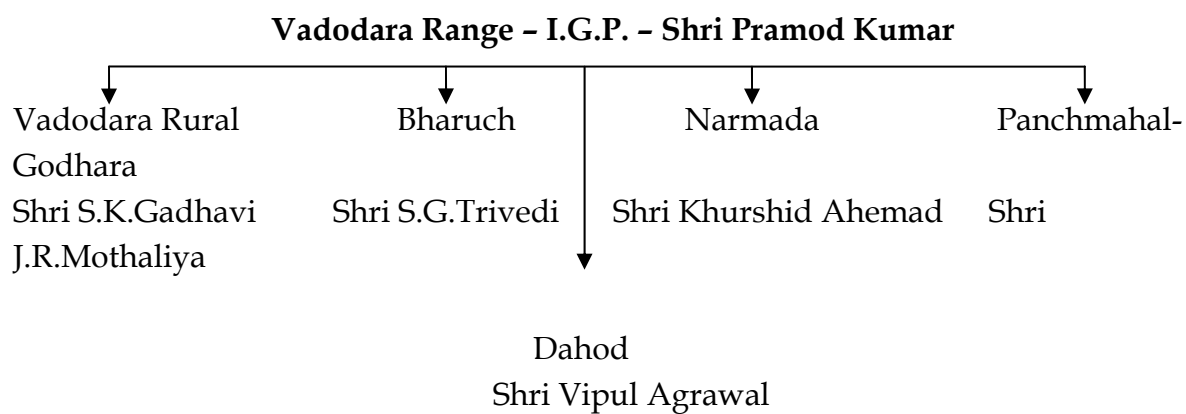 Vadodara Range – I.G.P. – Shri Pramod Kumar
Vadodara Rural Bharuch Narmada Panchmahal-
Godhara
Shri S.K.Gadhavi Shri S.G.Trivedi Shri Khurshid Ahemad Shri
J.R.Mothaliya
Dahod
Shri Vipul Agrawal